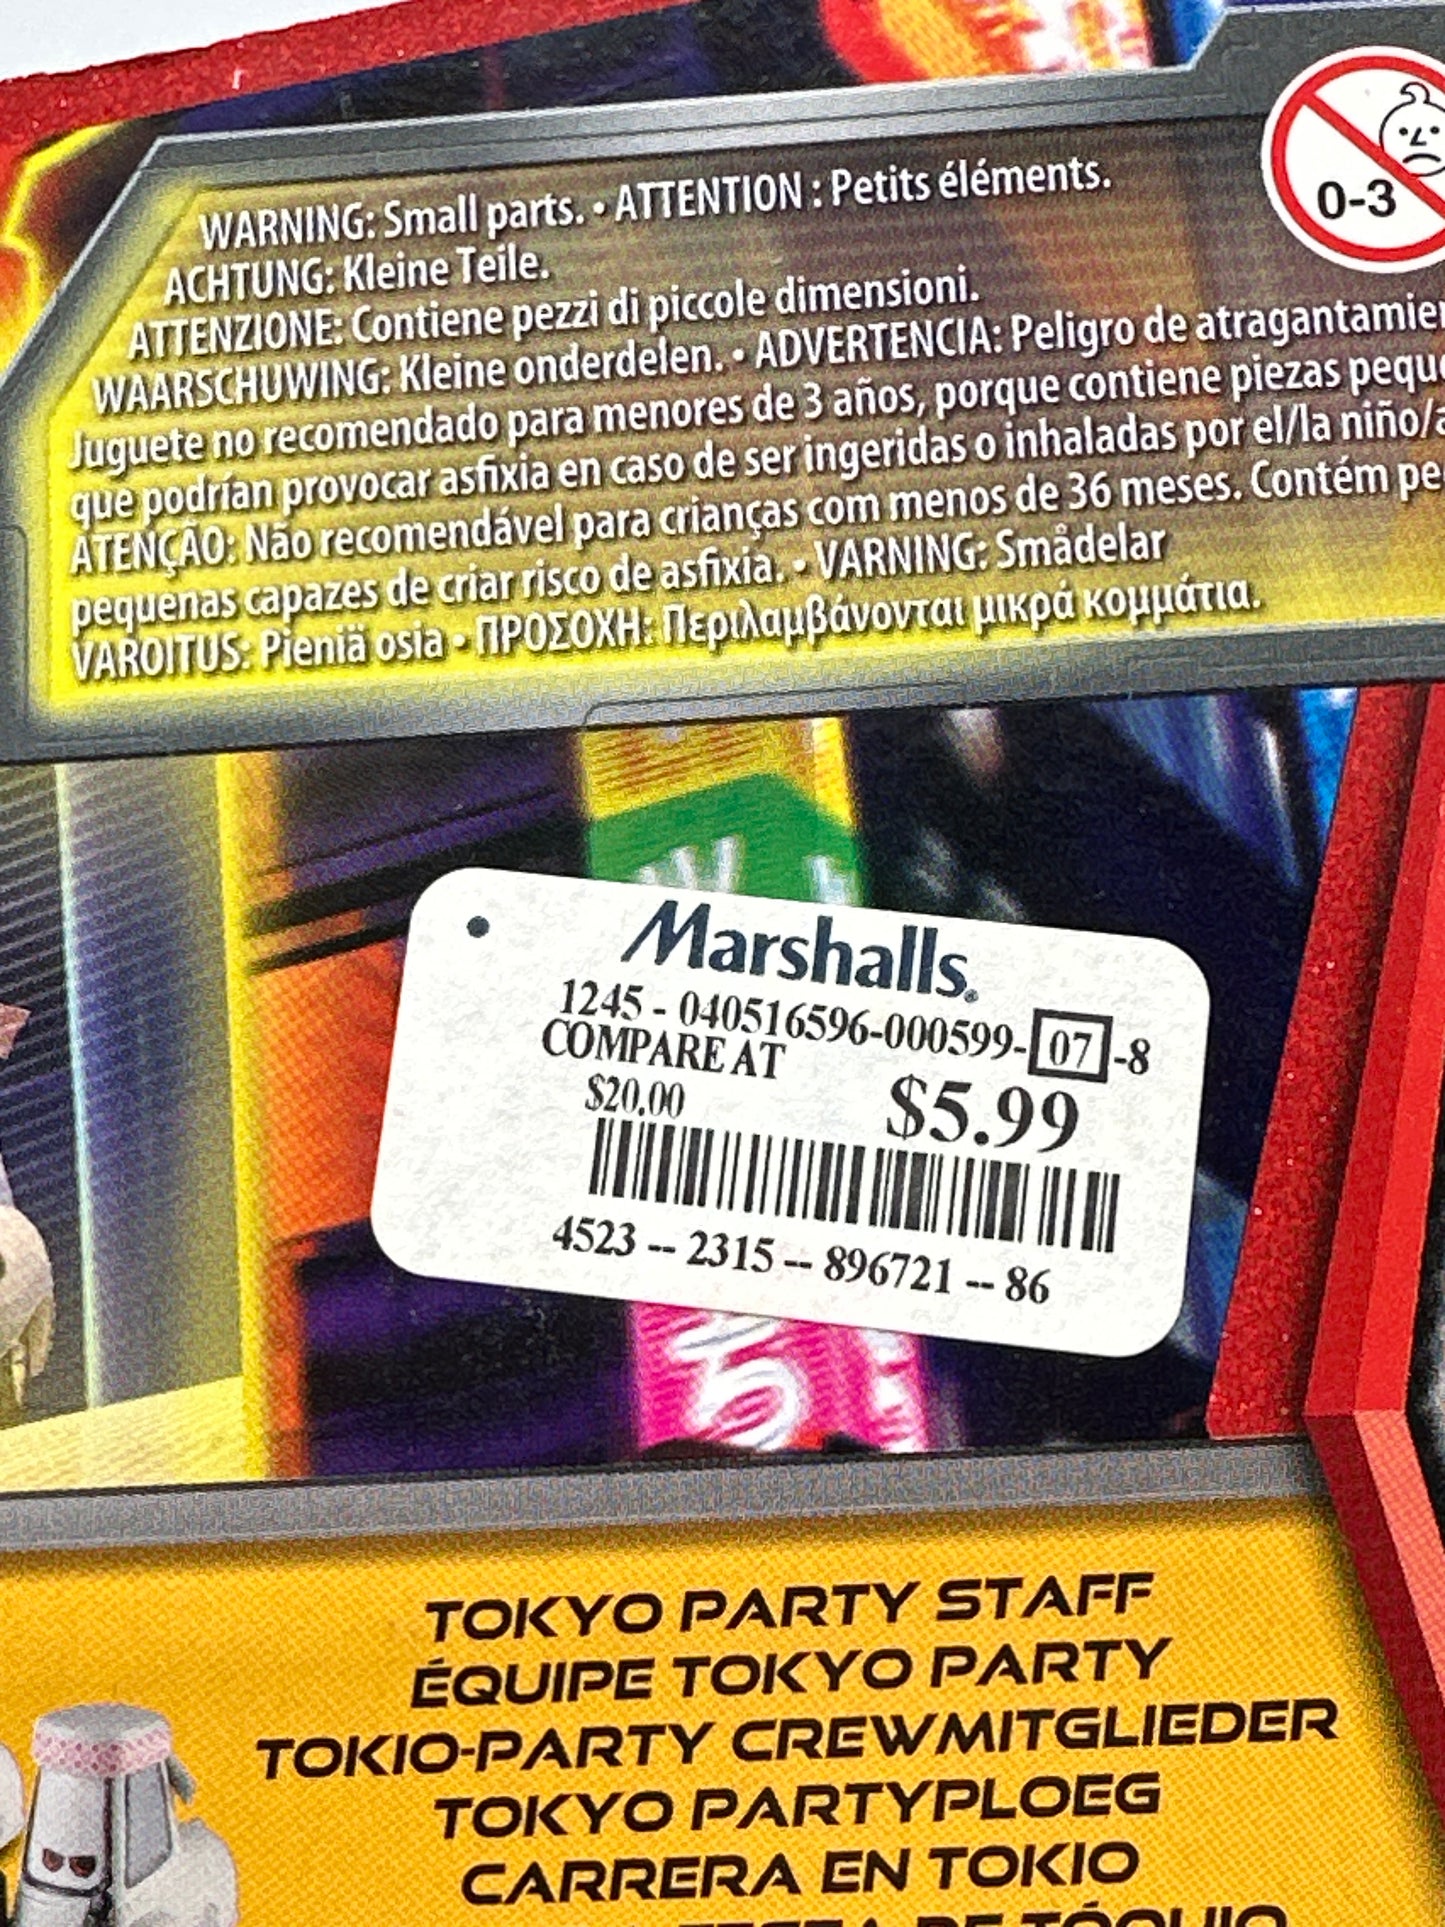 WARNING: Small parts. • ATTENTION : Petits éléments.
ACHTUNG: Kleine Teile.
ATTENZIONE: Contiene pezzi di piccole dimensioni.
WAARSCHUWING: Kleine onderdelen. • ADVERTENCIA: Peligro de
Juguete no recomendado para menores de 3 años, porque contiene piezas
que podrían provocar asfixia en caso de ser ingeridas o inhaladas por el/la niño/a
ATENÇÃO: Não recomendável para crianças com menos de 36 meses. Contém
pequenas capazes de criar risco de asfixia. • VARNING: Smådelar
VAROITUS: Pieniä osia • ΠΡΟΣΟΧΗ: Περιλαμβάνονται μικρά κομμάτια.
0-3
Marshalls®
1245 - 040516596-000599-07-8
COMPARE AT
$20.00 $5.99
4523 -- 2315 -- 896721 -- 86
TOKYO PARTY STAFF
ÉQUIPE TOKYO PARTY
TOKIO-PARTY CREWMITGLIEDER
TOKYO PARTYPLOEG
CARRERA EN TOKIO
DE TÓQUIO